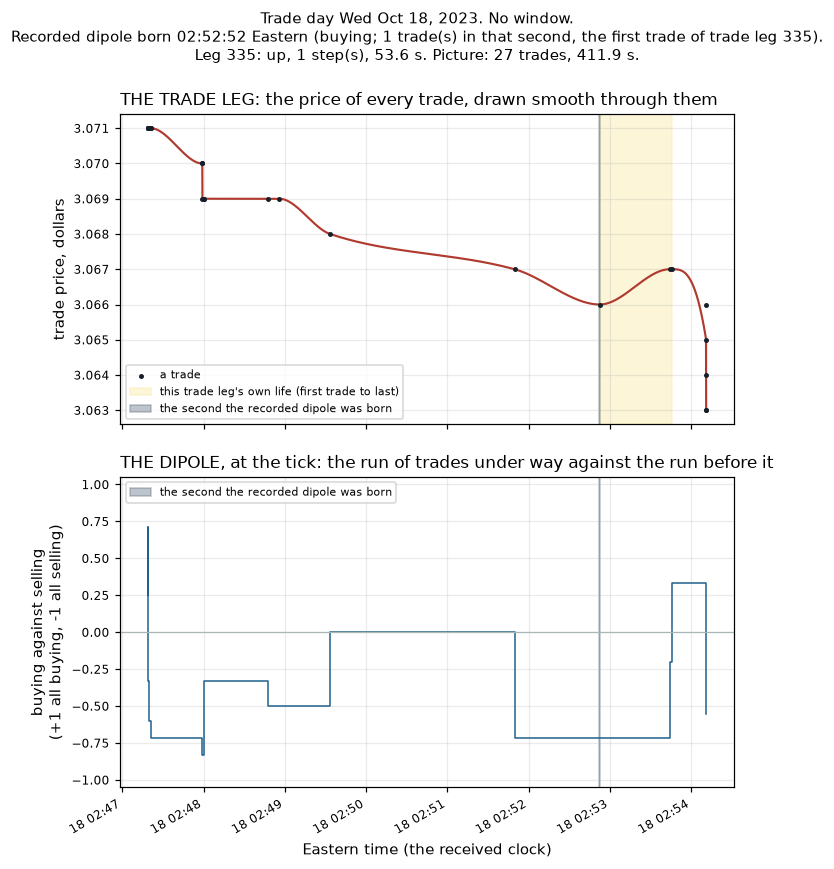 Trade day Wed Oct 18, 2023. No window.
Recorded dipole born 02:52:52 Eastern (buying; 1 trade(s) in that second, the first trade of trade leg 335).
Leg 335: up, 1 step(s), 53.6 s. Picture: 27 trades, 411.9 s.
THE TRADE LEG: the price of every trade, drawn smooth through them
3.071
3.070
3.069
3.068
3.067
3.066
3.065
3.064
3.063
trade price, dollars
a trade
this trade leg's own life (first trade to last)
the second the recorded dipole was born
THE DIPOLE, at the tick: the run of trades under way against the run before it
1.00
0.75
0.50
0.25
0.00
−0.25
−0.50
−0.75
−1.00
buying against selling
(+1 all buying, -1 all selling)
the second the recorded dipole was born
18 02:47
18 02:48
18 02:49
18 02:50
18 02:51
18 02:52
18 02:53
18 02:54
Eastern time (the received clock)